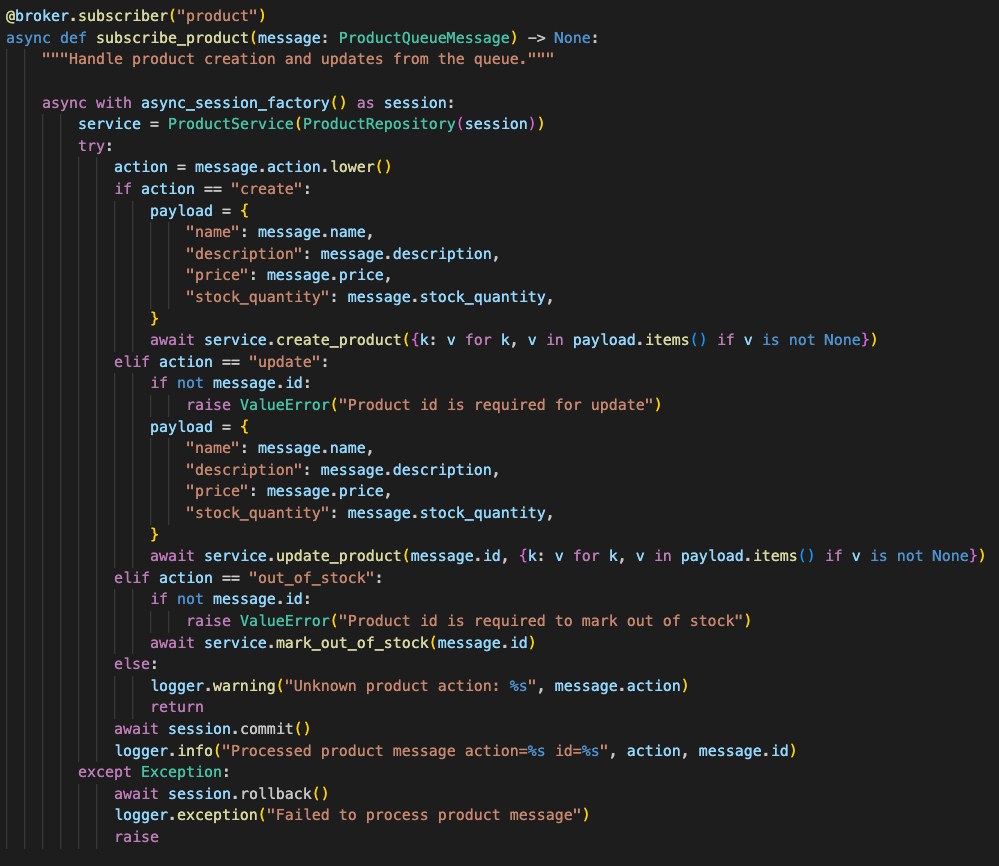 @broker.subscriber("product")
async def subscribe_product(message: ProductQueueMessage) -> None:
    """Handle product creation and updates from the queue."""

    async with async_session_factory() as session:
        service = ProductService(ProductRepository(session))
        try:
            action = message.action.lower()
            if action == "create":
                payload = {
                    "name": message.name,
                    "description": message.description,
                    "price": message.price,
                    "stock_quantity": message.stock_quantity,
                }
                await service.create_product({k: v for k, v in payload.items() if v is not None})
            elif action == "update":
                if not message.id:
                    raise ValueError("Product id is required for update")
                payload = {
                    "name": message.name,
                    "description": message.description,
                    "price": message.price,
                    "stock_quantity": message.stock_quantity,
                }
                await service.update_product(message.id, {k: v for k, v in payload.items() if v is not None})
            elif action == "out_of_stock":
                if not message.id:
                    raise ValueError("Product id is required to mark out of stock")
                await service.mark_out_of_stock(message.id)
            else:
                logger.warning("Unknown product action: %s", message.action)
                return
            await session.commit()
            logger.info("Processed product message action=%s id=%s", action, message.id)
        except Exception:
            await session.rollback()
            logger.exception("Failed to process product message")
            raise